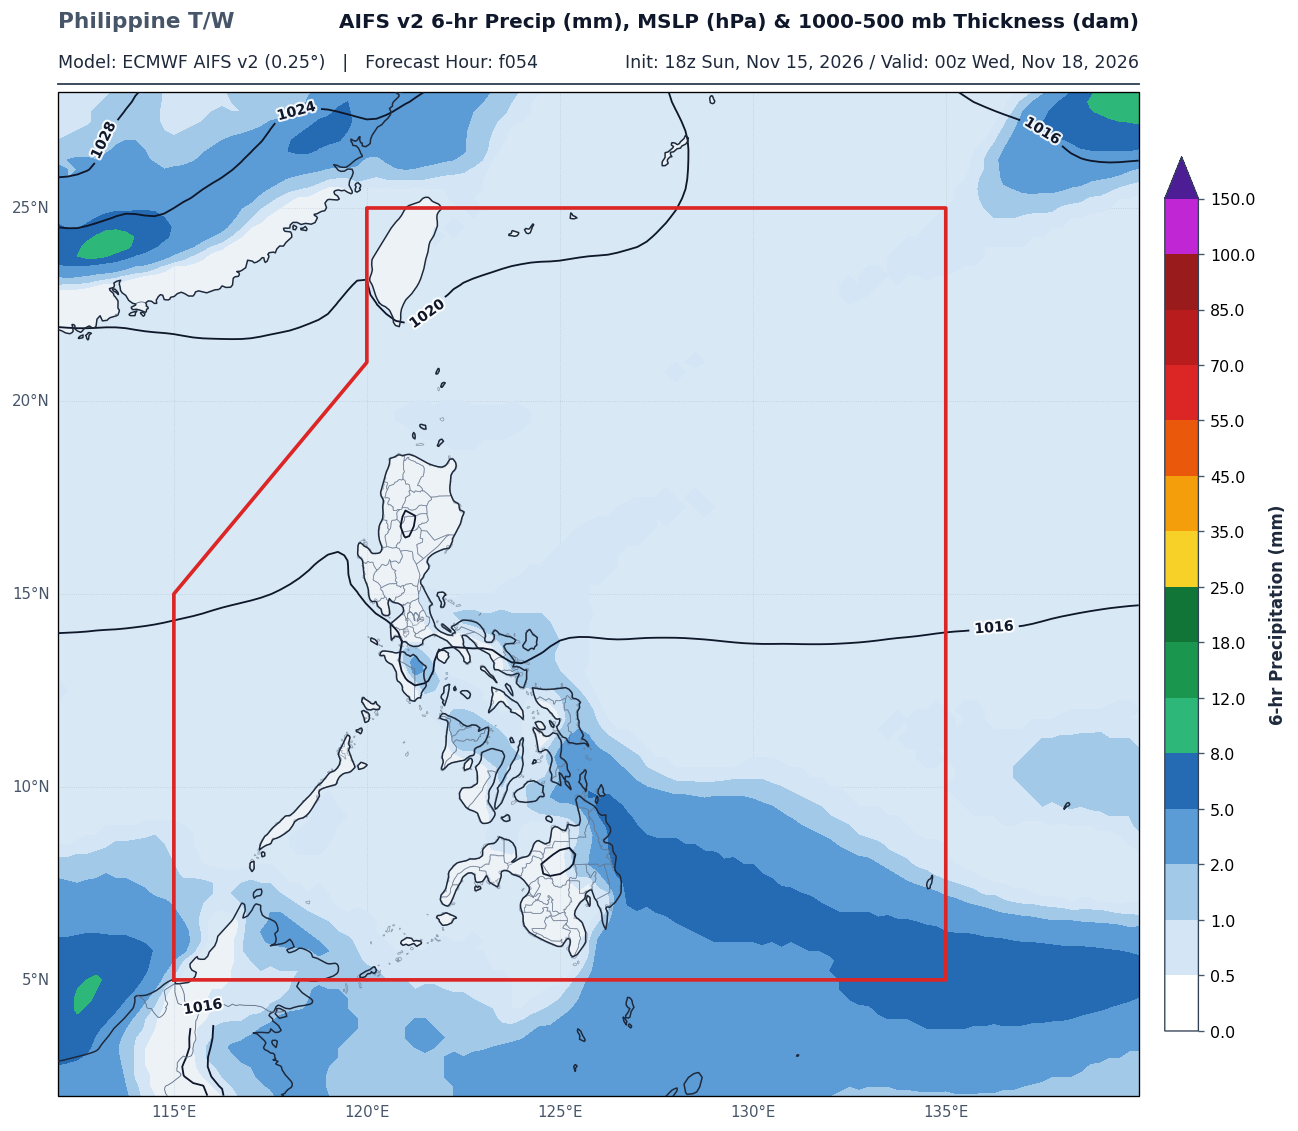 Philippine T/W
AIFS v2 6-hr Precip (mm), MSLP (hPa) & 1000-500 mb Thickness (dam)
Model: ECMWF AIFS v2 (0.25°)   |   Forecast Hour: f054
Init: 18z Sun, Nov 15, 2026 / Valid: 00z Wed, Nov 18, 2026
1028
1024
1016
1020
1016
1016
25°N
20°N
15°N
10°N
5°N
115°E
120°E
125°E
130°E
135°E
150.0
100.0
85.0
70.0
55.0
45.0
35.0
25.0
18.0
12.0
8.0
5.0
2.0
1.0
0.5
0.0
6-hr Precipitation (mm)